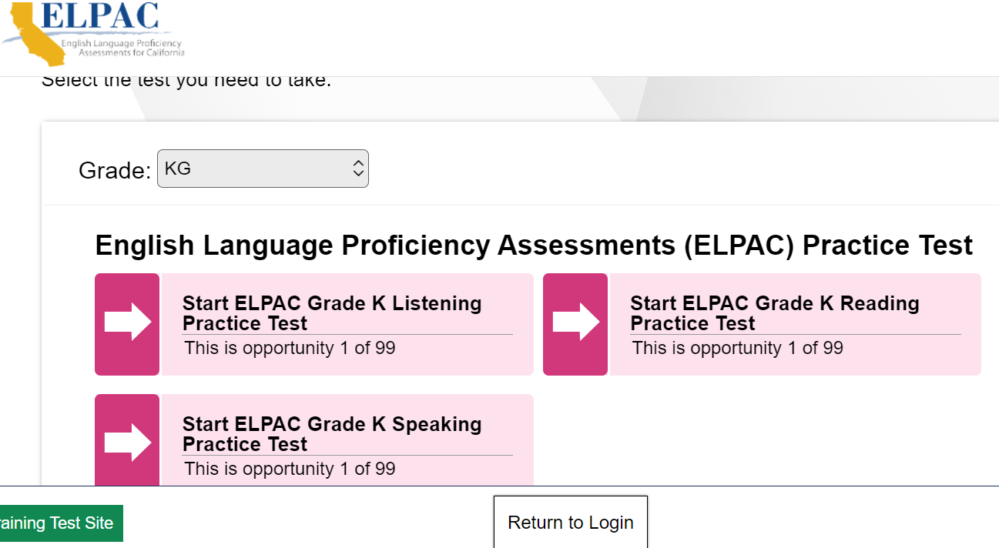 ELPAC
English Language Proficiency
Assessments for California
Select the test you need to take.
Grade: KG
English Language Proficiency Assessments (ELPAC) Practice Test
Start ELPAC Grade K Listening
Practice Test
This is opportunity 1 of 99
Start ELPAC Grade K Reading
Practice Test
This is opportunity 1 of 99
Start ELPAC Grade K Speaking
Practice Test
This is opportunity 1 of 99
raining Test Site
Return to Login